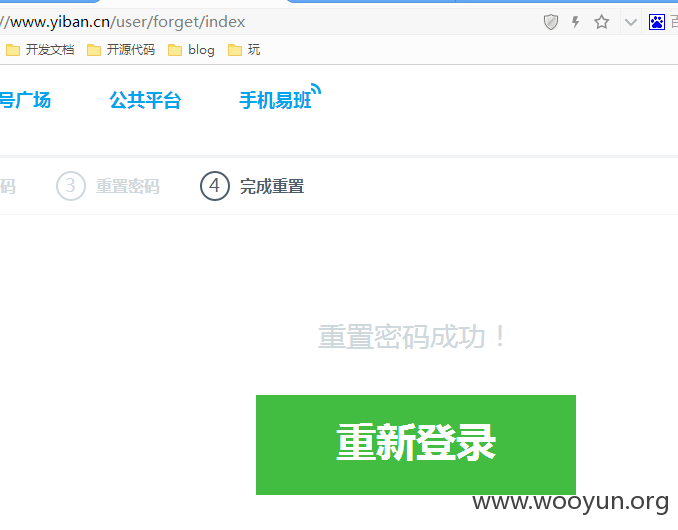 //www.yiban.cn/user/forget/index
开发文档 开源代码 blog 玩
号广场 公共平台 手机易班
码 3 重置密码 4 完成重置
重置密码成功！
重新登录
www.wooyun.org